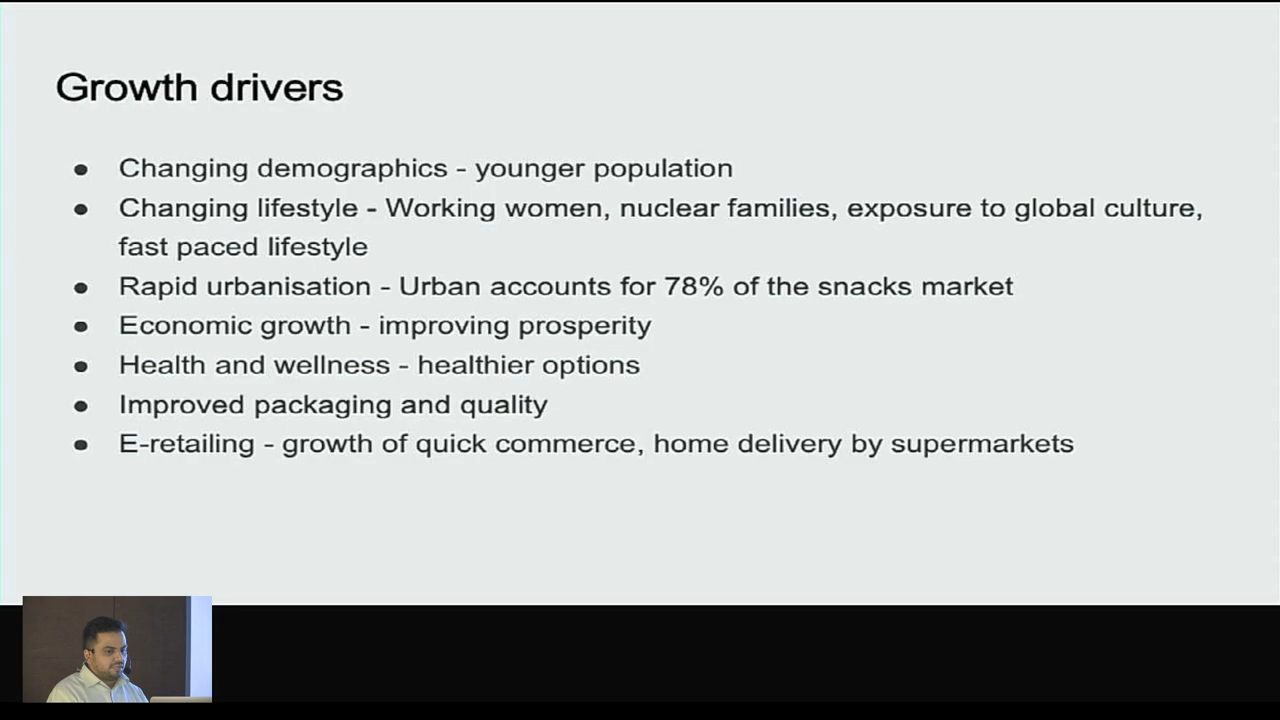 Growth drivers
● Changing demographics - younger population
● Changing lifestyle - Working women, nuclear families, exposure to global culture,
fast paced lifestyle
● Rapid urbanisation - Urban accounts for 78% of the snacks market
● Economic growth - improving prosperity
● Health and wellness - healthier options
● Improved packaging and quality
● E-retailing - growth of quick commerce, home delivery by supermarkets